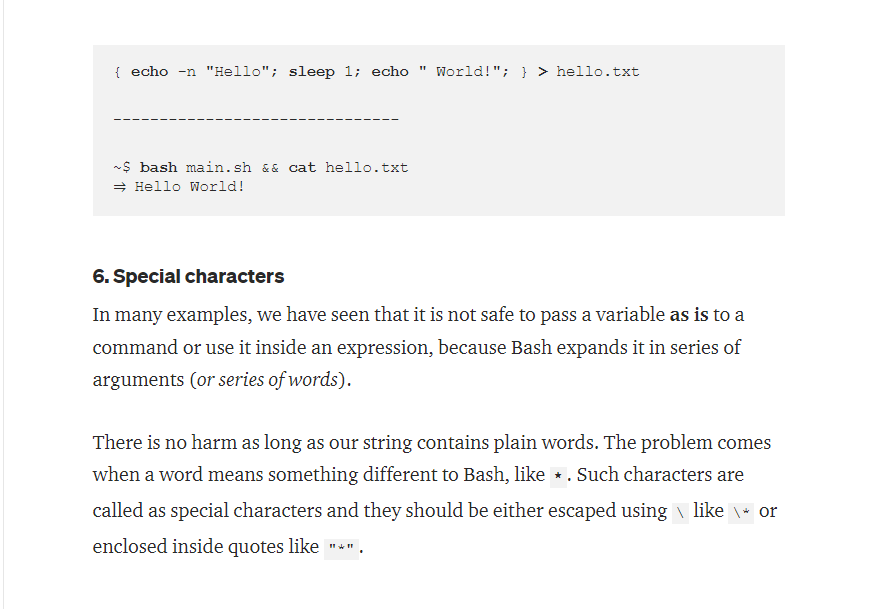 { echo -n "Hello"; sleep 1; echo " World!"; } > hello.txt
-------------------------------
~$ bash main.sh && cat hello.txt
⇒ Hello World!
6. Special characters
In many examples, we have seen that it is not safe to pass a variable as is to a
command or use it inside an expression, because Bash expands it in series of
arguments (or series of words).
There is no harm as long as our string contains plain words. The problem comes
when a word means something different to Bash, like *. Such characters are
called as special characters and they should be either escaped using \ like \* or
enclosed inside quotes like "*".